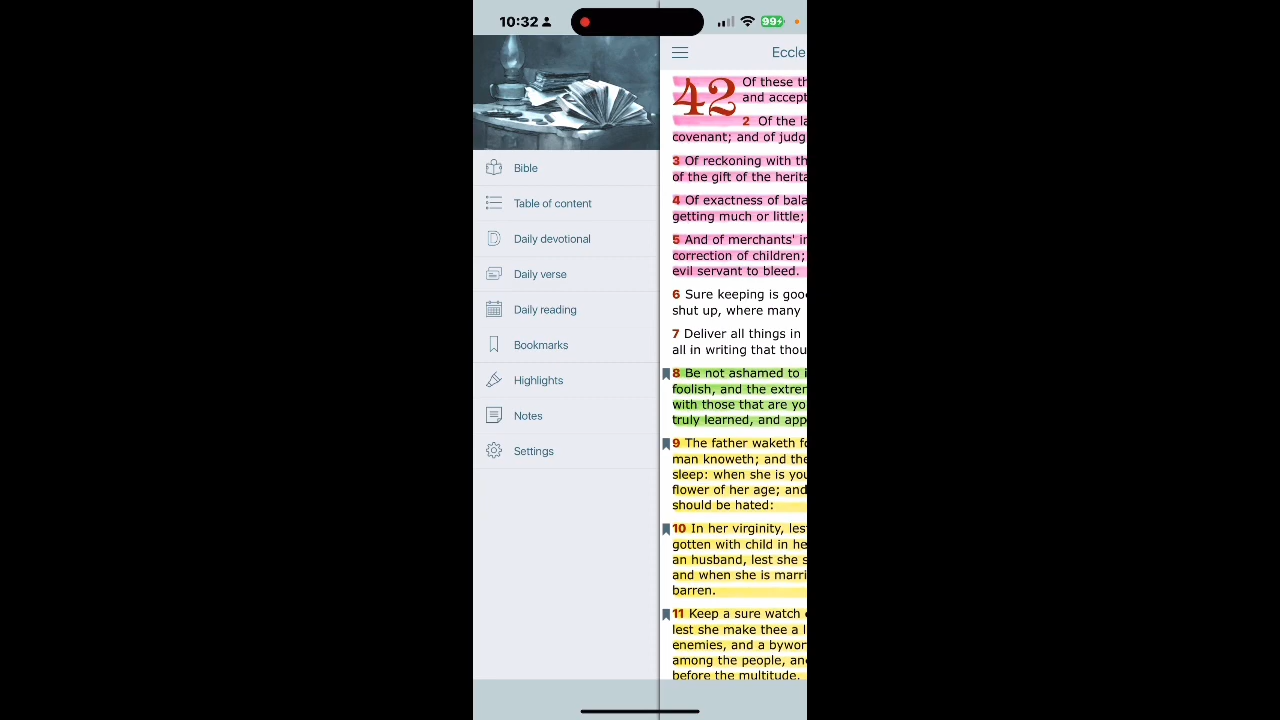 10:32
99
Bible
Table of content
Daily devotional
Daily verse
Daily reading
Bookmarks
Highlights
Notes
Settings
Eccle
42 Of these th
and accept
2 Of the la
covenant; and of judg
3 Of reckoning with th
of the gift of the herita
4 Of exactness of bala
getting much or little;
5 And of merchants' in
correction of children;
evil servant to bleed.
6 Sure keeping is goo
shut up, where many
7 Deliver all things in
all in writing that thou
8 Be not ashamed to i
foolish, and the extrem
with those that are yo
truly learned, and app
9 The father waketh fo
man knoweth; and the
sleep: when she is you
flower of her age; and
should be hated:
10 In her virginity, les
gotten with child in he
an husband, lest she s
and when she is marri
barren.
11 Keep a sure watch
lest she make thee a l
enemies, and a bywor
among the people, and
before the multitude.